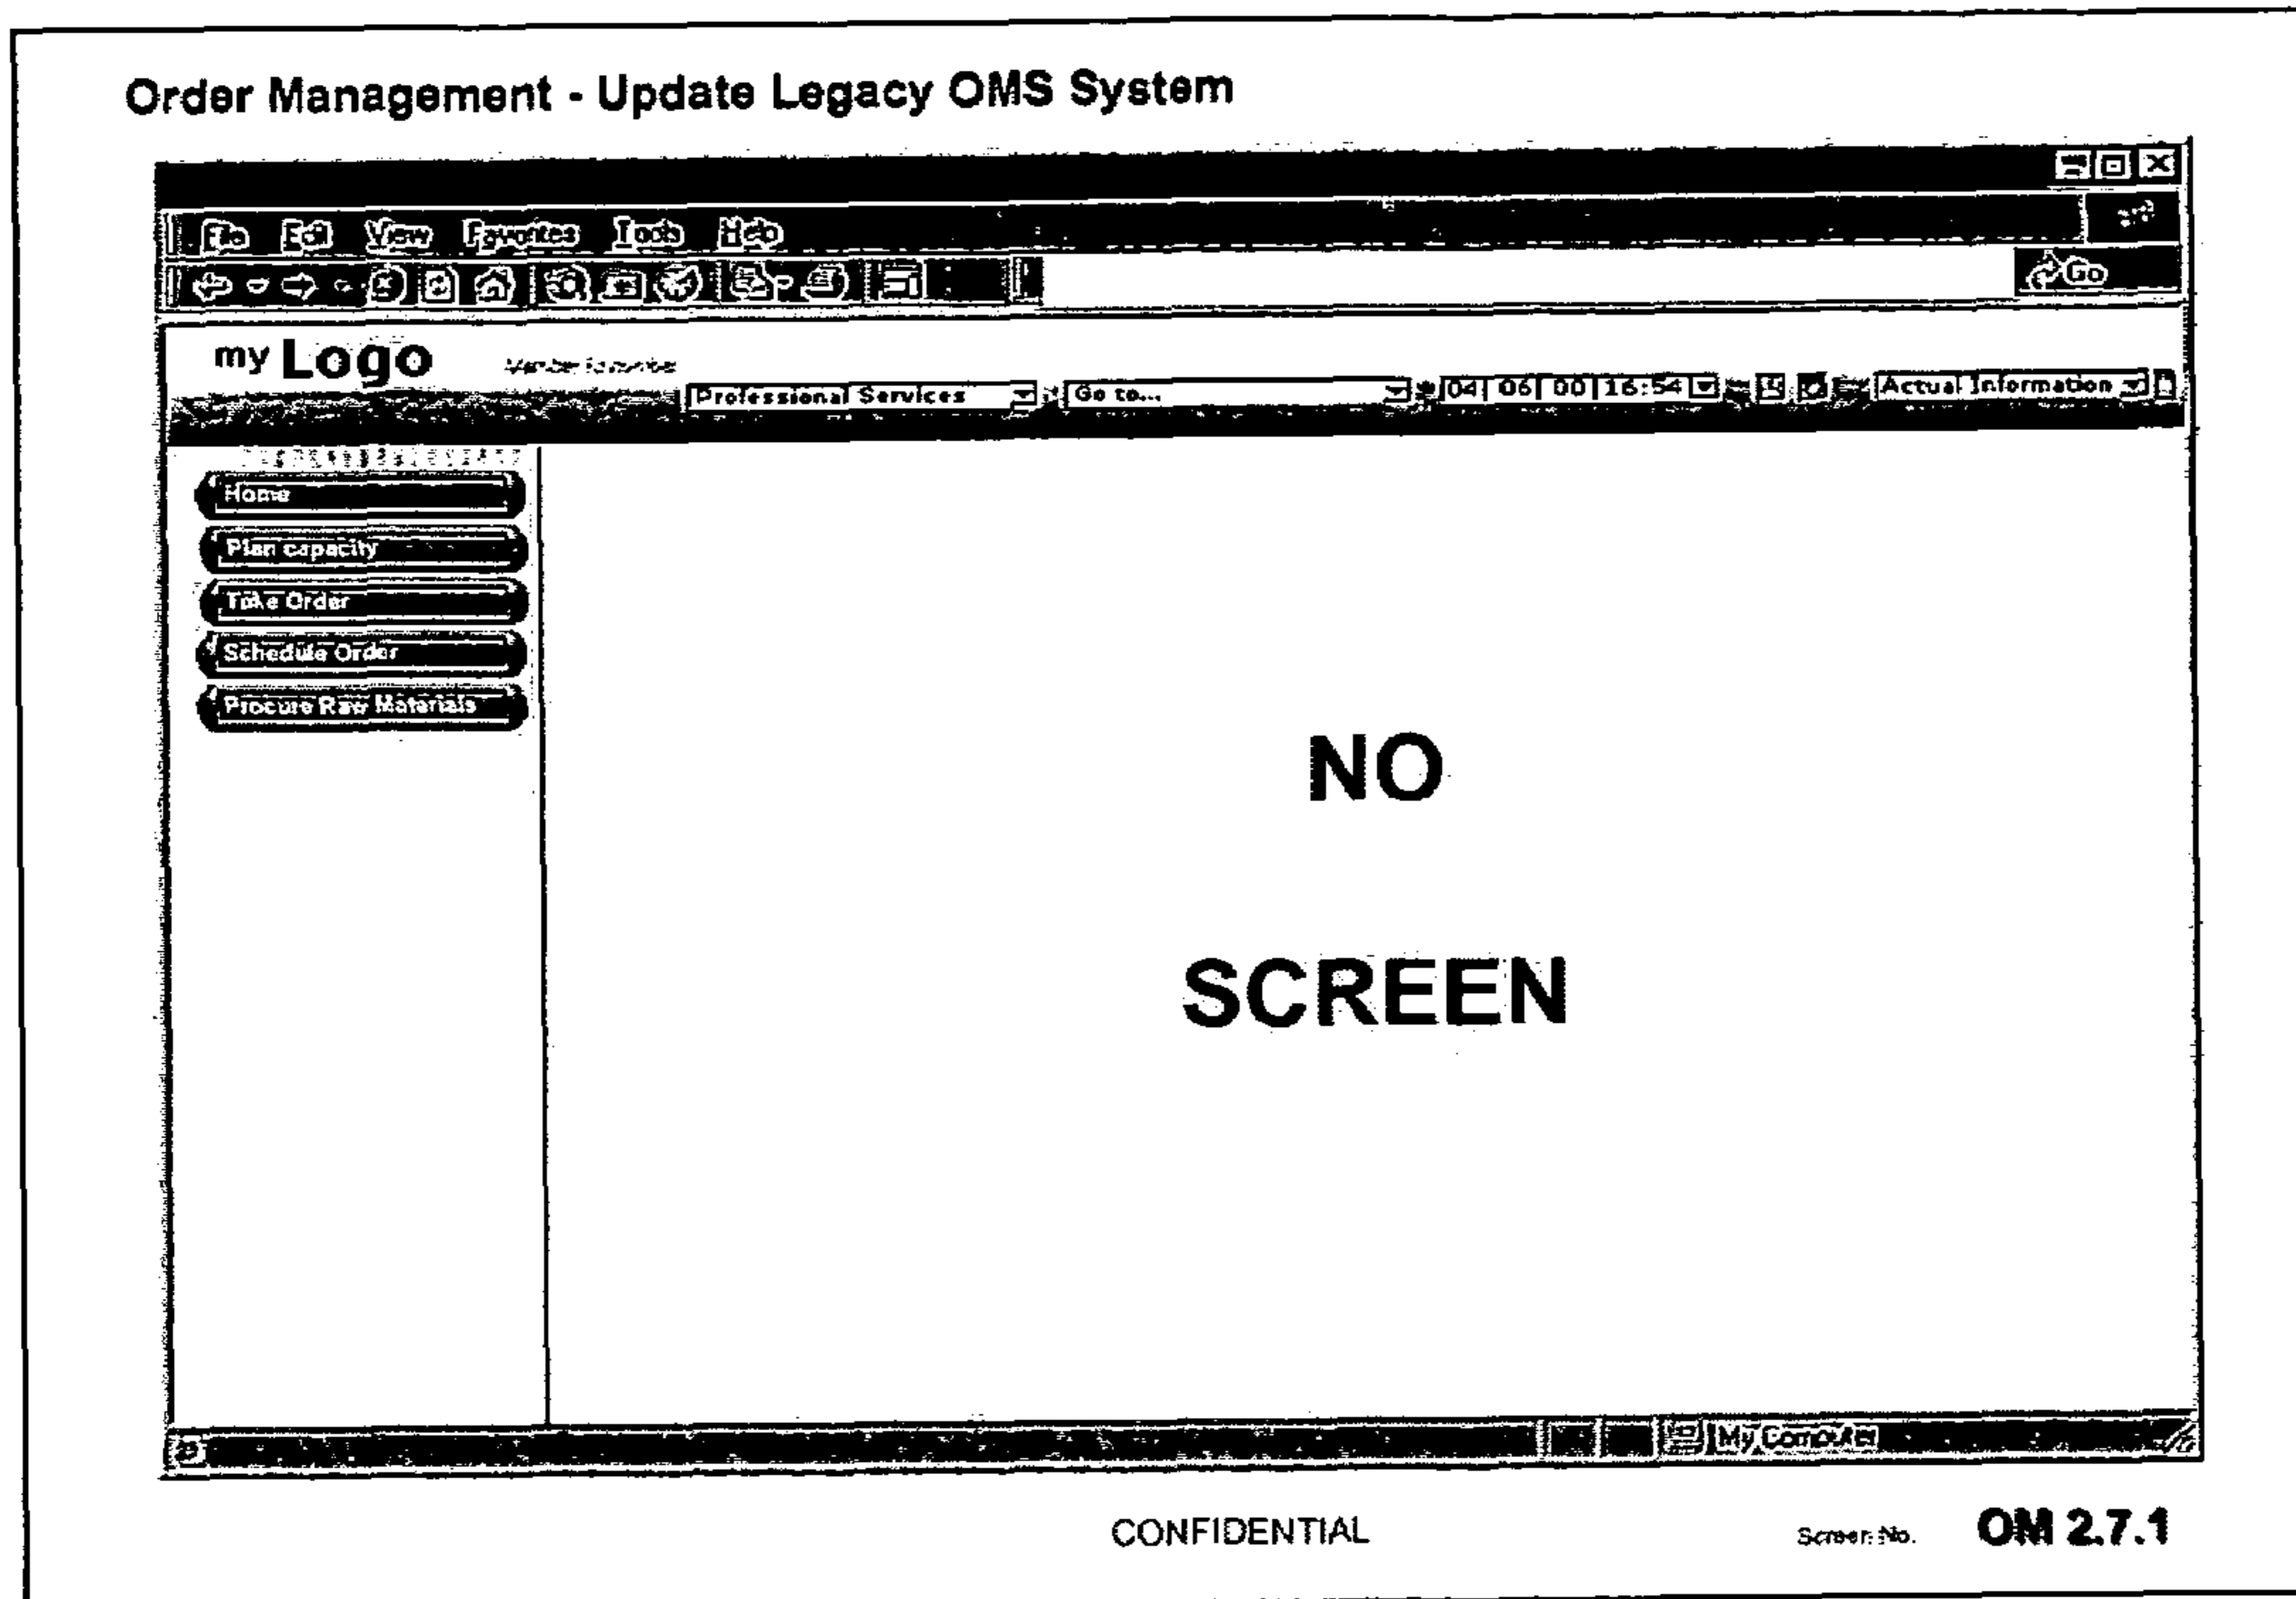 Order Management - Update Legacy OMS System
File Edit View Favorites Tools Help
Go
my Logo
Professional Services Go to... 04 06 00 16:54 Actual Information
Home
Plan capacity
Take Order
Schedule Order
Procure Raw Materials
NO
SCREEN
My Computer
CONFIDENTIAL
Screen No. OM 2.7.1